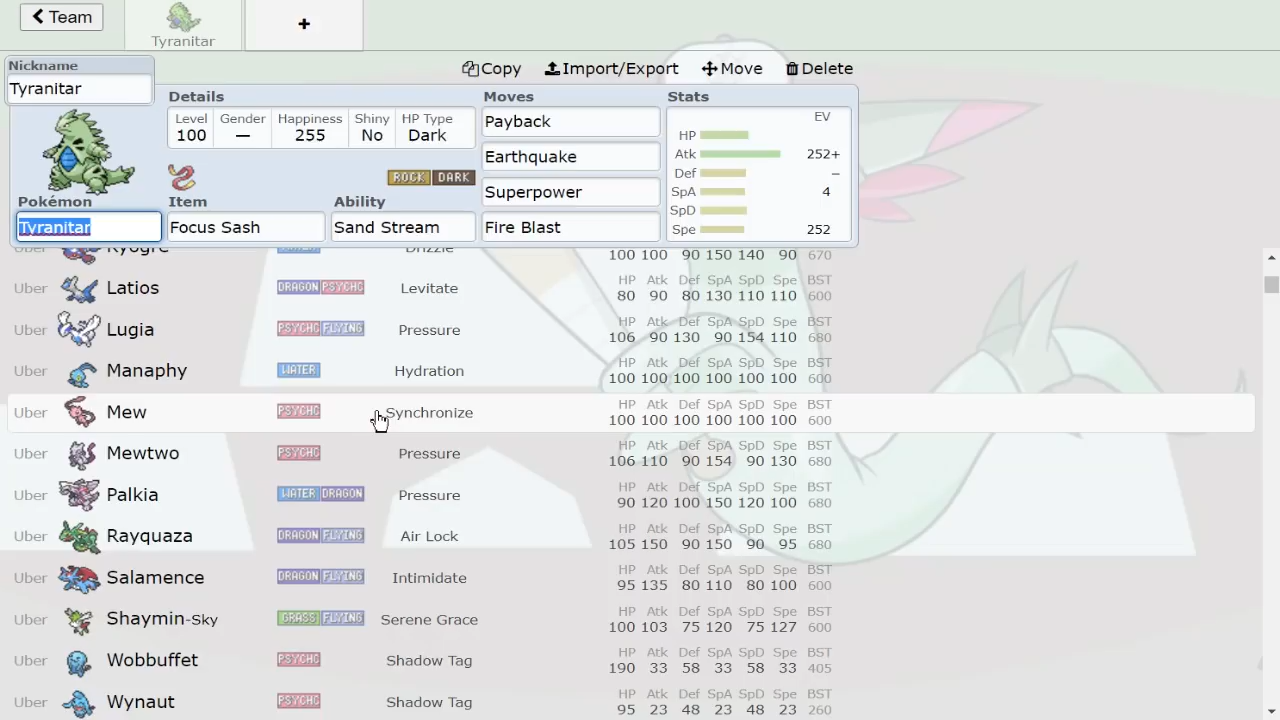 Team
Tyranitar
+
Nickname
Tyranitar
Copy Import/Export Move Delete
Details
Level Gender Happiness Shiny HP Type
100 — 255 No Dark
ROCK DARK
Pokémon Item Ability
Tyranitar Focus Sash Sand Stream
Moves
Payback
Earthquake
Superpower
Fire Blast
Stats
EV
HP
Atk 252+
Def –
SpA 4
SpD
Spe 252
Kyogre Drizzle 100 100 90 150 140 90 670
HP Atk Def SpA SpD Spe BST
Uber Latios DRAGON PSYCHC Levitate 80 90 80 130 110 110 600
HP Atk Def SpA SpD Spe BST
Uber Lugia PSYCHC FLYING Pressure 106 90 130 90 154 110 680
HP Atk Def SpA SpD Spe BST
Uber Manaphy WATER Hydration 100 100 100 100 100 100 600
HP Atk Def SpA SpD Spe BST
Uber Mew PSYCHC Synchronize 100 100 100 100 100 100 600
HP Atk Def SpA SpD Spe BST
Uber Mewtwo PSYCHC Pressure 106 110 90 154 90 130 680
HP Atk Def SpA SpD Spe BST
Uber Palkia WATER DRAGON Pressure 90 120 100 150 120 100 680
HP Atk Def SpA SpD Spe BST
Uber Rayquaza DRAGON FLYING Air Lock 105 150 90 150 90 95 680
HP Atk Def SpA SpD Spe BST
Uber Salamence DRAGON FLYING Intimidate 95 135 80 110 80 100 600
HP Atk Def SpA SpD Spe BST
Uber Shaymin-Sky GRASS FLYING Serene Grace 100 103 75 120 75 127 600
HP Atk Def SpA SpD Spe BST
Uber Wobbuffet PSYCHC Shadow Tag 190 33 58 33 58 33 405
HP Atk Def SpA SpD Spe BST
Uber Wynaut PSYCHC Shadow Tag 95 23 48 23 48 23 260